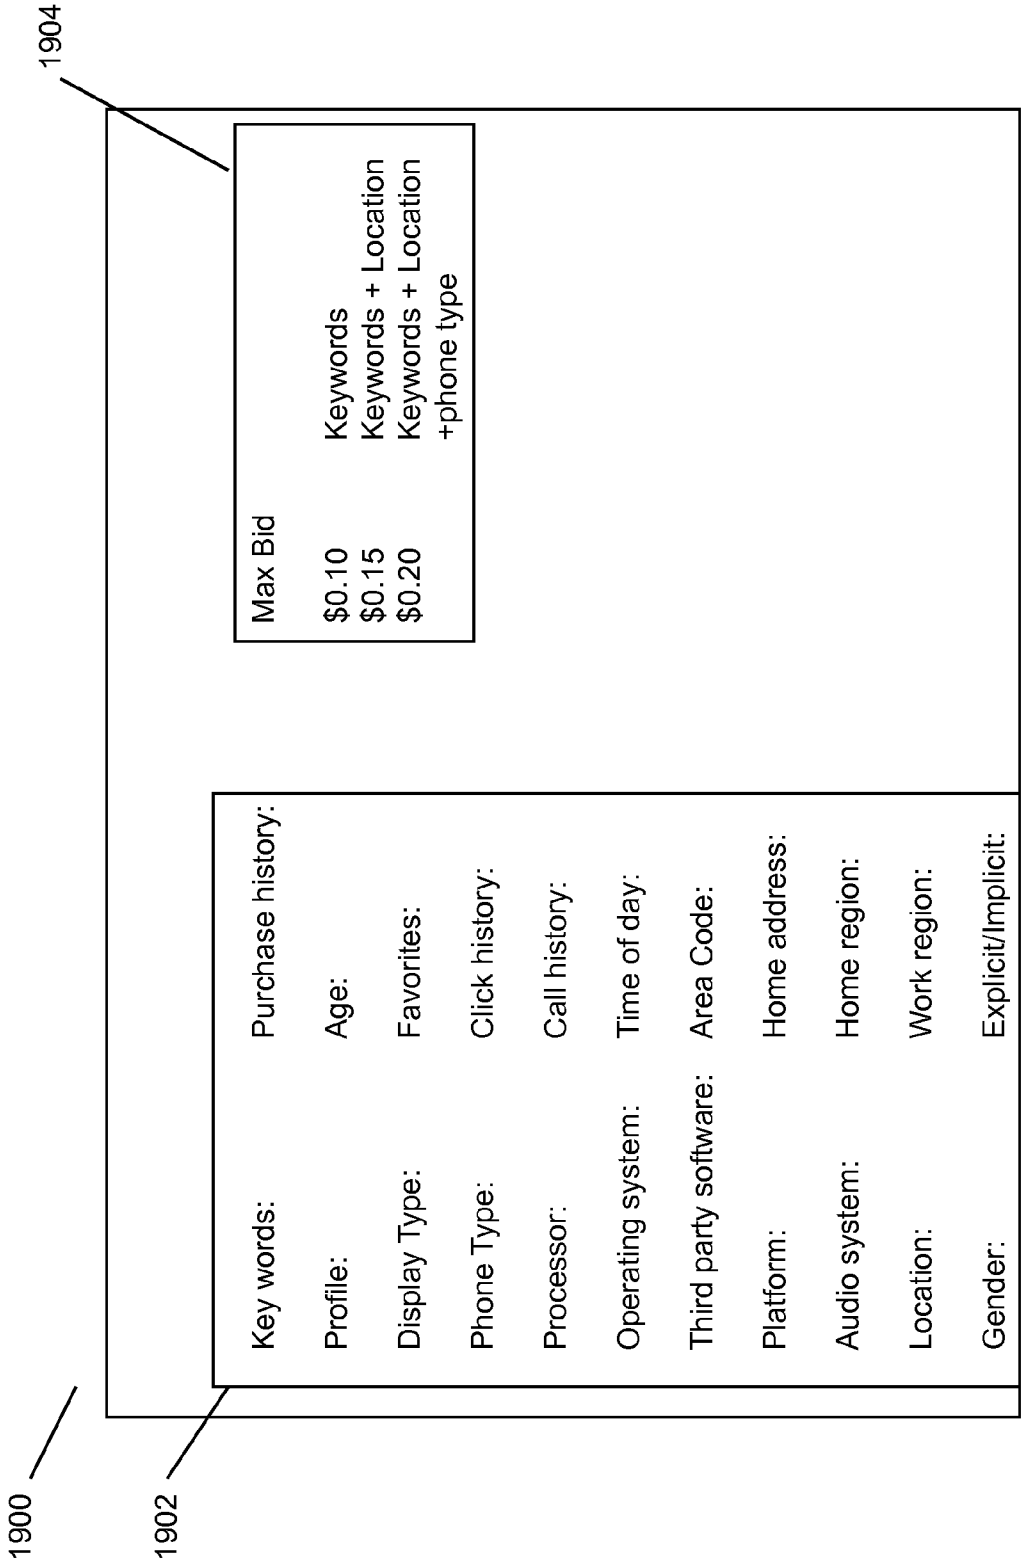 1900
1902
Key words:
Purchase history:
Profile:
Age:
Display Type:
Favorites:
Phone Type:
Click history:
Processor:
Call history:
Operating system:
Time of day:
Third party software:
Area Code:
Platform:
Home address:
Audio system:
Home region:
Location:
Work region:
Gender:
Explicit/Implicit:
1904
Max Bid
$0.10 Keywords
$0.15 Keywords + Location
$0.20 Keywords + Location
+phone type